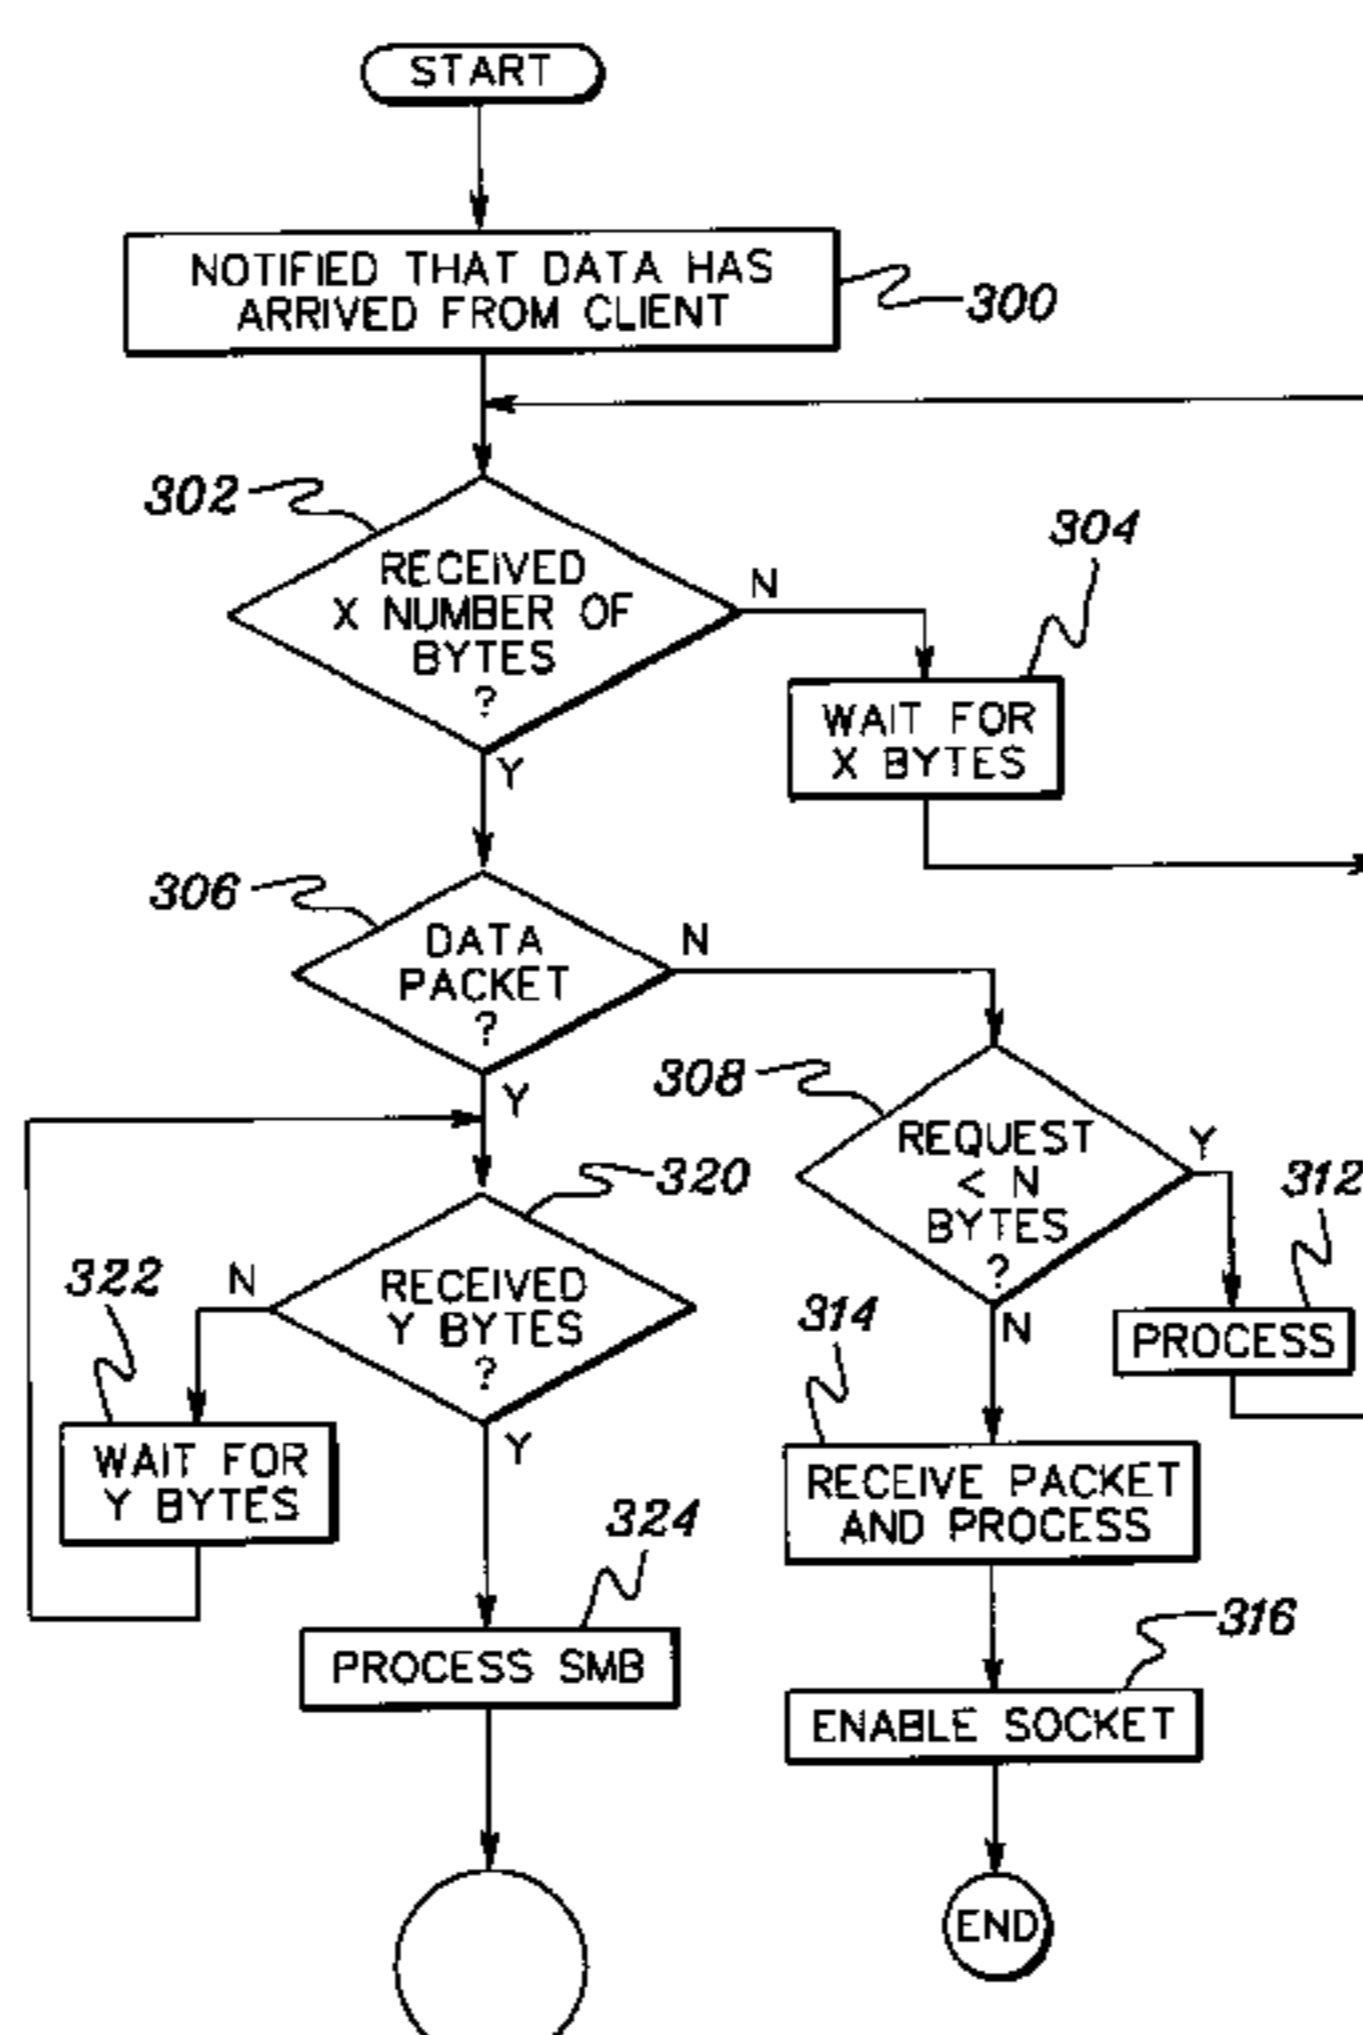 START
NOTIFIED THAT DATA HAS
ARRIVED FROM CLIENT
300
302
RECEIVED
X NUMBER OF
BYTES
?
N
Y
304
WAIT FOR
X BYTES
306
DATA
PACKET
?
N
Y
308
REQUEST
< N
BYTES
?
Y
N
312
PROCESS
320
RECEIVED
Y BYTES
?
N
Y
322
WAIT FOR
Y BYTES
314
RECEIVE PACKET
AND PROCESS
324
PROCESS SMB
316
ENABLE SOCKET
END